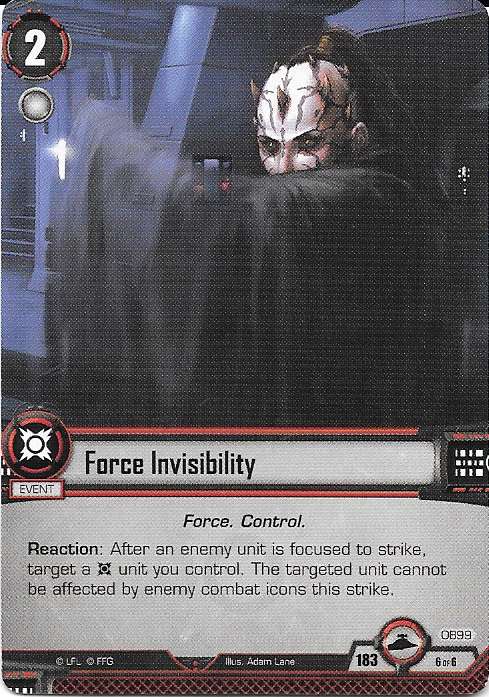 2
Force Invisibility
EVENT
Force. Control.
Reaction: After an enemy unit is focused to strike,
target a unit you control. The targeted unit cannot
be affected by enemy combat icons this strike.
0899
© LFL © FFG
Illus. Adam Lane
183
6 OF 6